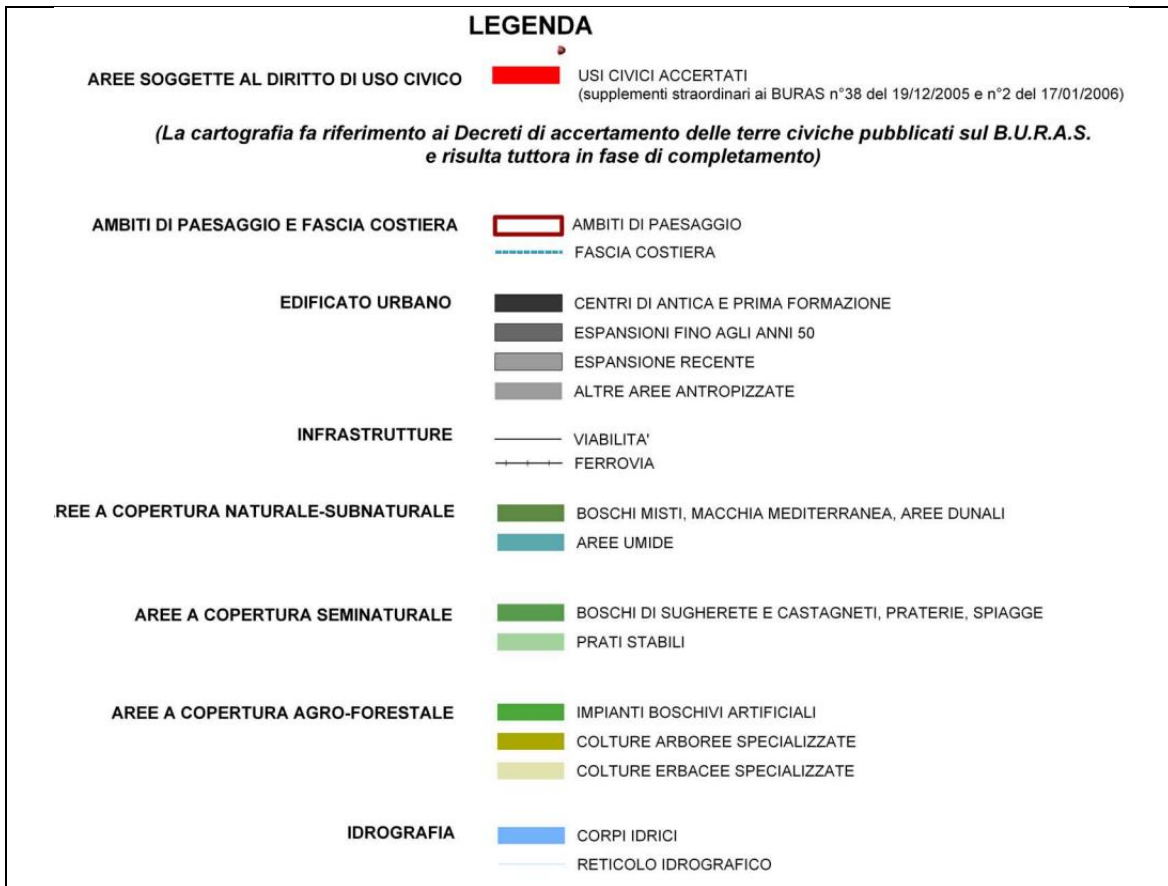 LEGENDA
AREE SOGGETTE AL DIRITTO DI USO CIVICO
USI CIVICI ACCERTATI
(supplementi straordinari ai BURAS n°38 del 19/12/2005 e n°2 del 17/01/2006)
(La cartografia fa riferimento ai Decreti di accertamento delle terre civiche pubblicati sul B.U.R.A.S.
e risulta tuttora in fase di completamento)
AMBITI DI PAESAGGIO E FASCIA COSTIERA
AMBITI DI PAESAGGIO
FASCIA COSTIERA
EDIFICATO URBANO
CENTRI DI ANTICA E PRIMA FORMAZIONE
ESPANSIONI FINO AGLI ANNI 50
ESPANSIONE RECENTE
ALTRE AREE ANTROPIZZATE
INFRASTRUTTURE
VIABILITA'
FERROVIA
REE A COPERTURA NATURALE-SUBNATURALE
BOSCHI MISTI, MACCHIA MEDITERRANEA, AREE DUNALI
AREE UMIDE
AREE A COPERTURA SEMINATURALE
BOSCHI DI SUGHERETE E CASTAGNETI, PRATERIE, SPIAGGE
PRATI STABILI
AREE A COPERTURA AGRO-FORESTALE
IMPIANTI BOSCHIVI ARTIFICIALI
COLTURE ARBOREE SPECIALIZZATE
COLTURE ERBACEE SPECIALIZZATE
IDROGRAFIA
CORPI IDRICI
RETICOLO IDROGRAFICO